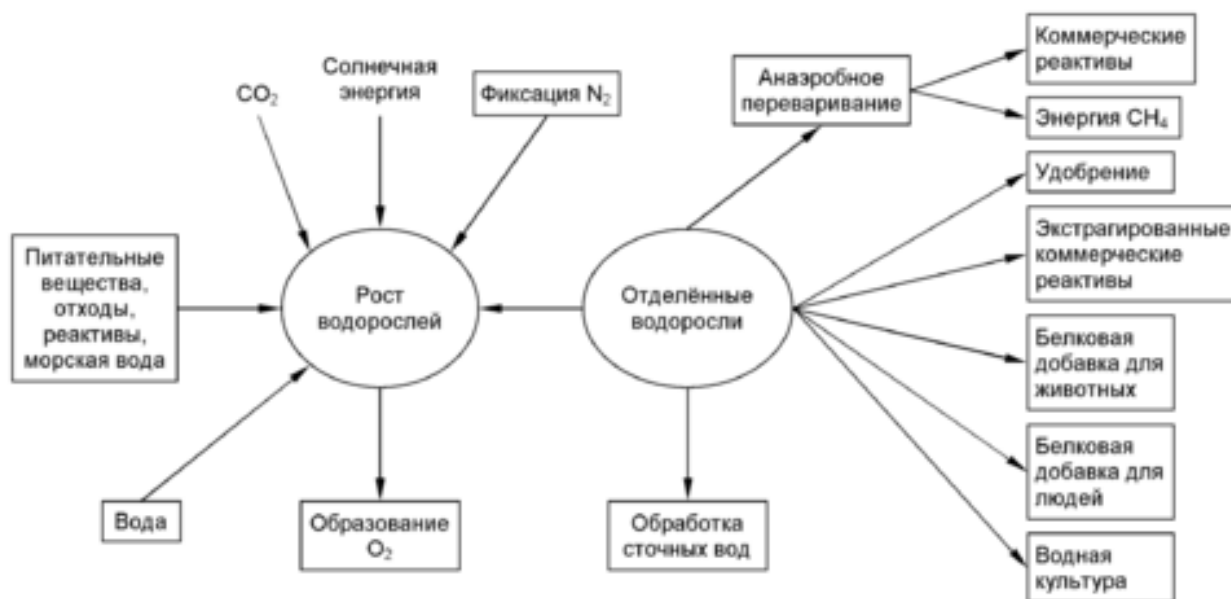 CO₂
Солнечная
энергия
Фиксация N₂
Анаэробное
переваривание
Коммерческие
реактивы
Энергия CH₄
Удобрение
Экстрагированные
коммерческие
реактивы
Питательные
вещества,
отходы,
реактивы,
морская вода
Рост
водорослей
Отделённые
водоросли
Белковая
добавка для
животных
Белковая
добавка для
людей
Вода
Образование
O₂
Обработка
сточных вод
Водная
культура